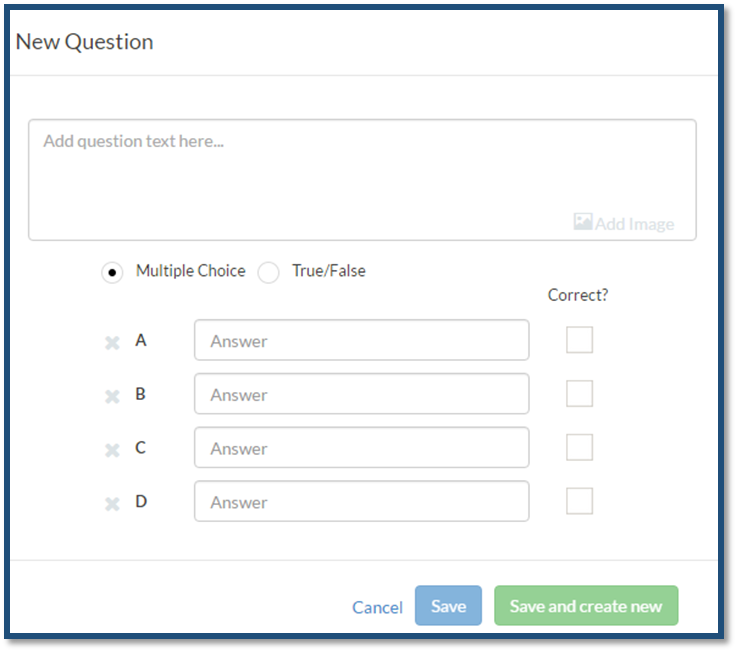 New Question
Add question text here...
Add Image
Multiple Choice True/False
Correct?
A Answer
B Answer
C Answer
D Answer
Cancel Save Save and create new